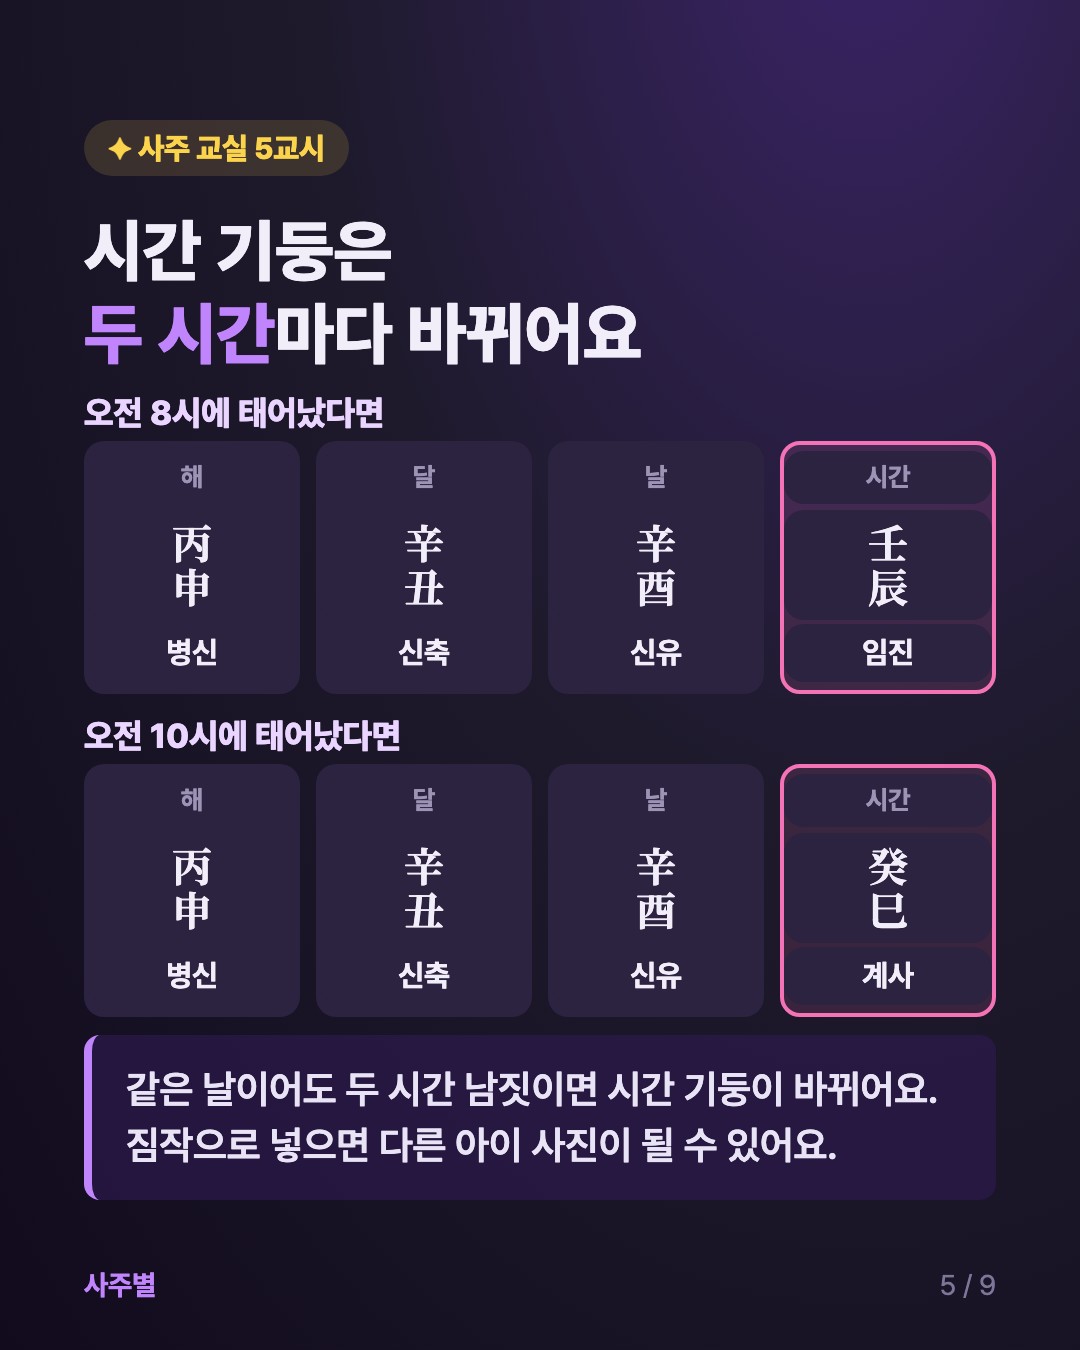 ✦ 사주 교실 5교시
시간 기둥은
두 시간마다 바뀌어요
오전 8시에 태어났다면
해 달 날 시간
丙 辛 辛 壬
申 丑 酉 辰
병신 신축 신유 임진
오전 10시에 태어났다면
해 달 날 시간
丙 辛 辛 癸
申 丑 酉 巳
병신 신축 신유 계사
같은 날이어도 두 시간 남짓이면 시간 기둥이 바뀌어요.
짐작으로 넣으면 다른 아이 사진이 될 수 있어요.
사주별
5 / 9